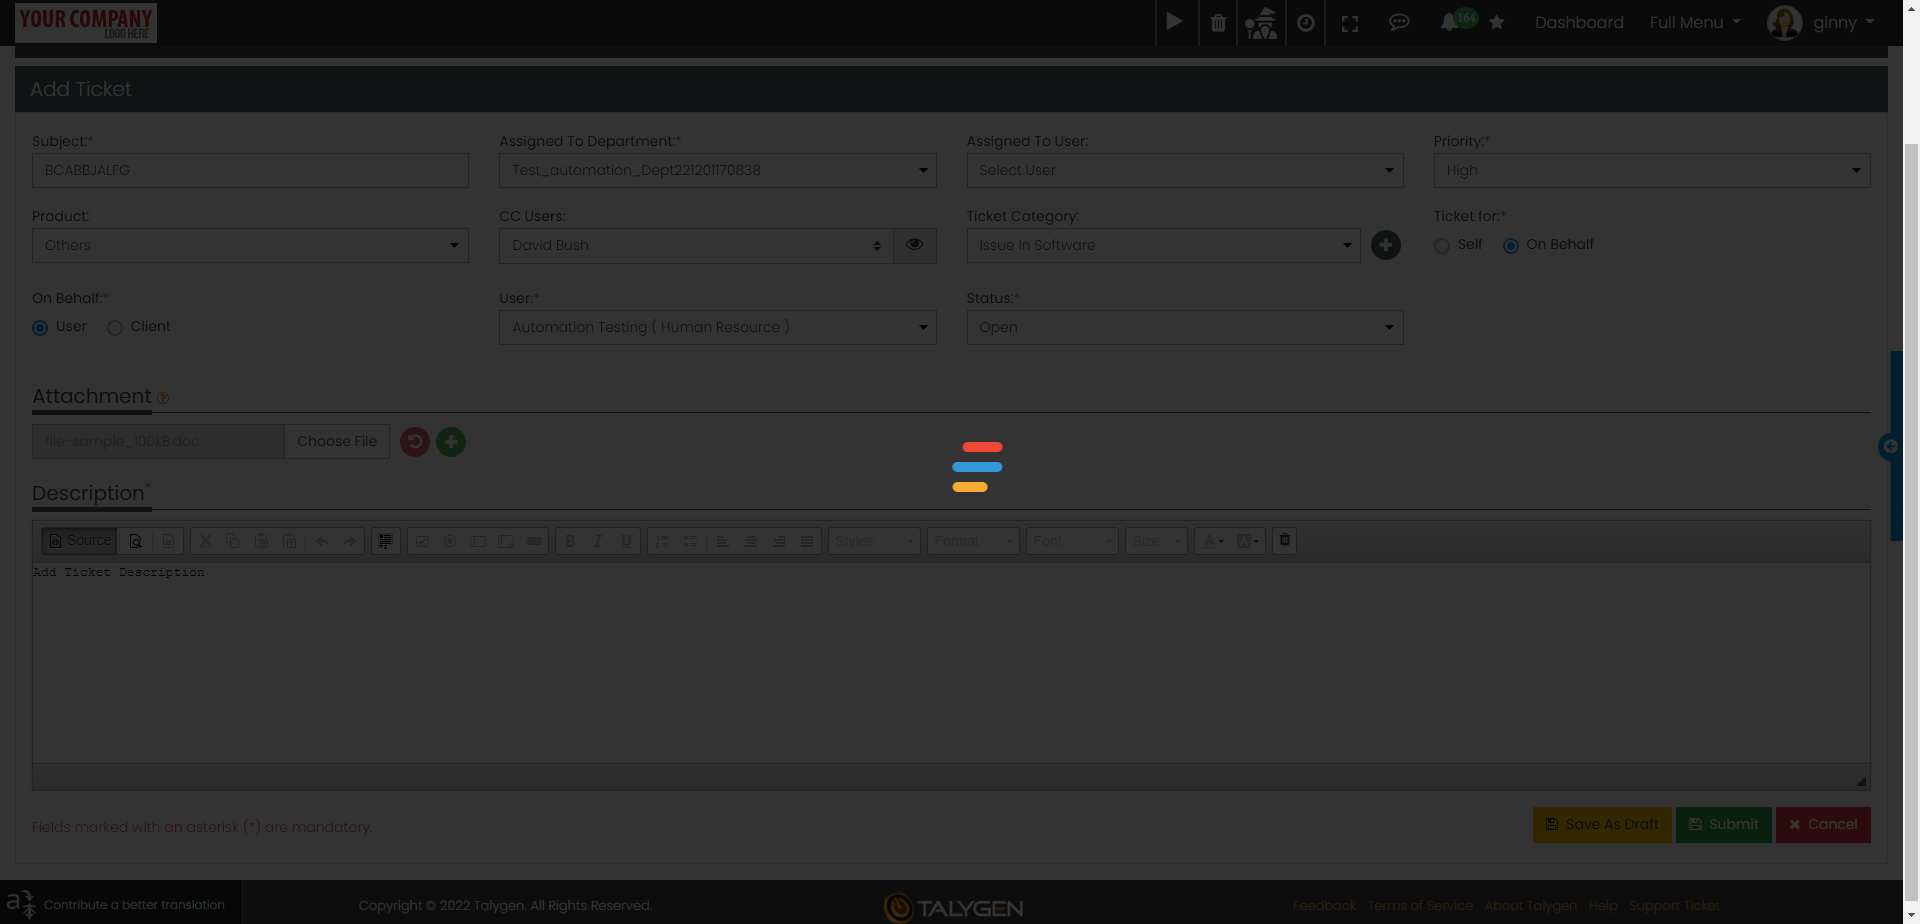 YOUR COMPANY
LOGO HERE
164
Dashboard
Full Menu
ginny
Add Ticket
Subject:*
Assigned To Department:*
Assigned To User:
Priority:*
BCABBJALFG
Test_automation_Dept221201170838
Select User
High
Product:
CC Users:
Ticket Category:
Ticket for:*
Others
David Bush
Issue In Software
Self
On Behalf
On Behalf:*
User:*
Status:*
User
Client
Automation Testing ( Human Resource )
Open
Attachment
file-sample_100kB.doc
Choose File
Description*
Source
B
I
U
Styles
Format
Font
Size
A
A
Add Ticket Description
Fields marked with an asterisk (*) are mandatory.
Save As Draft
Submit
Cancel
Contribute a better translation
Copyright © 2022 Talygen. All Rights Reserved.
TALYGEN
Feedback
Terms of Service
About Talygen
Help
Support Ticket